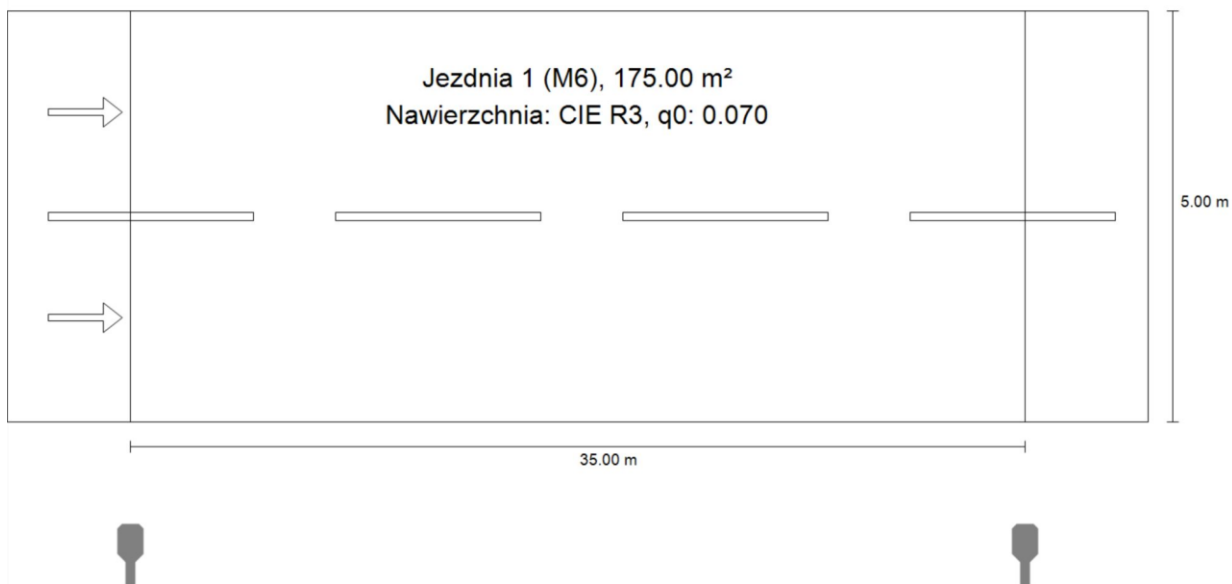 Jezdnia 1 (M6), 175.00 m²
Nawierzchnia: CIE R3, q0: 0.070
5.00 m
35.00 m